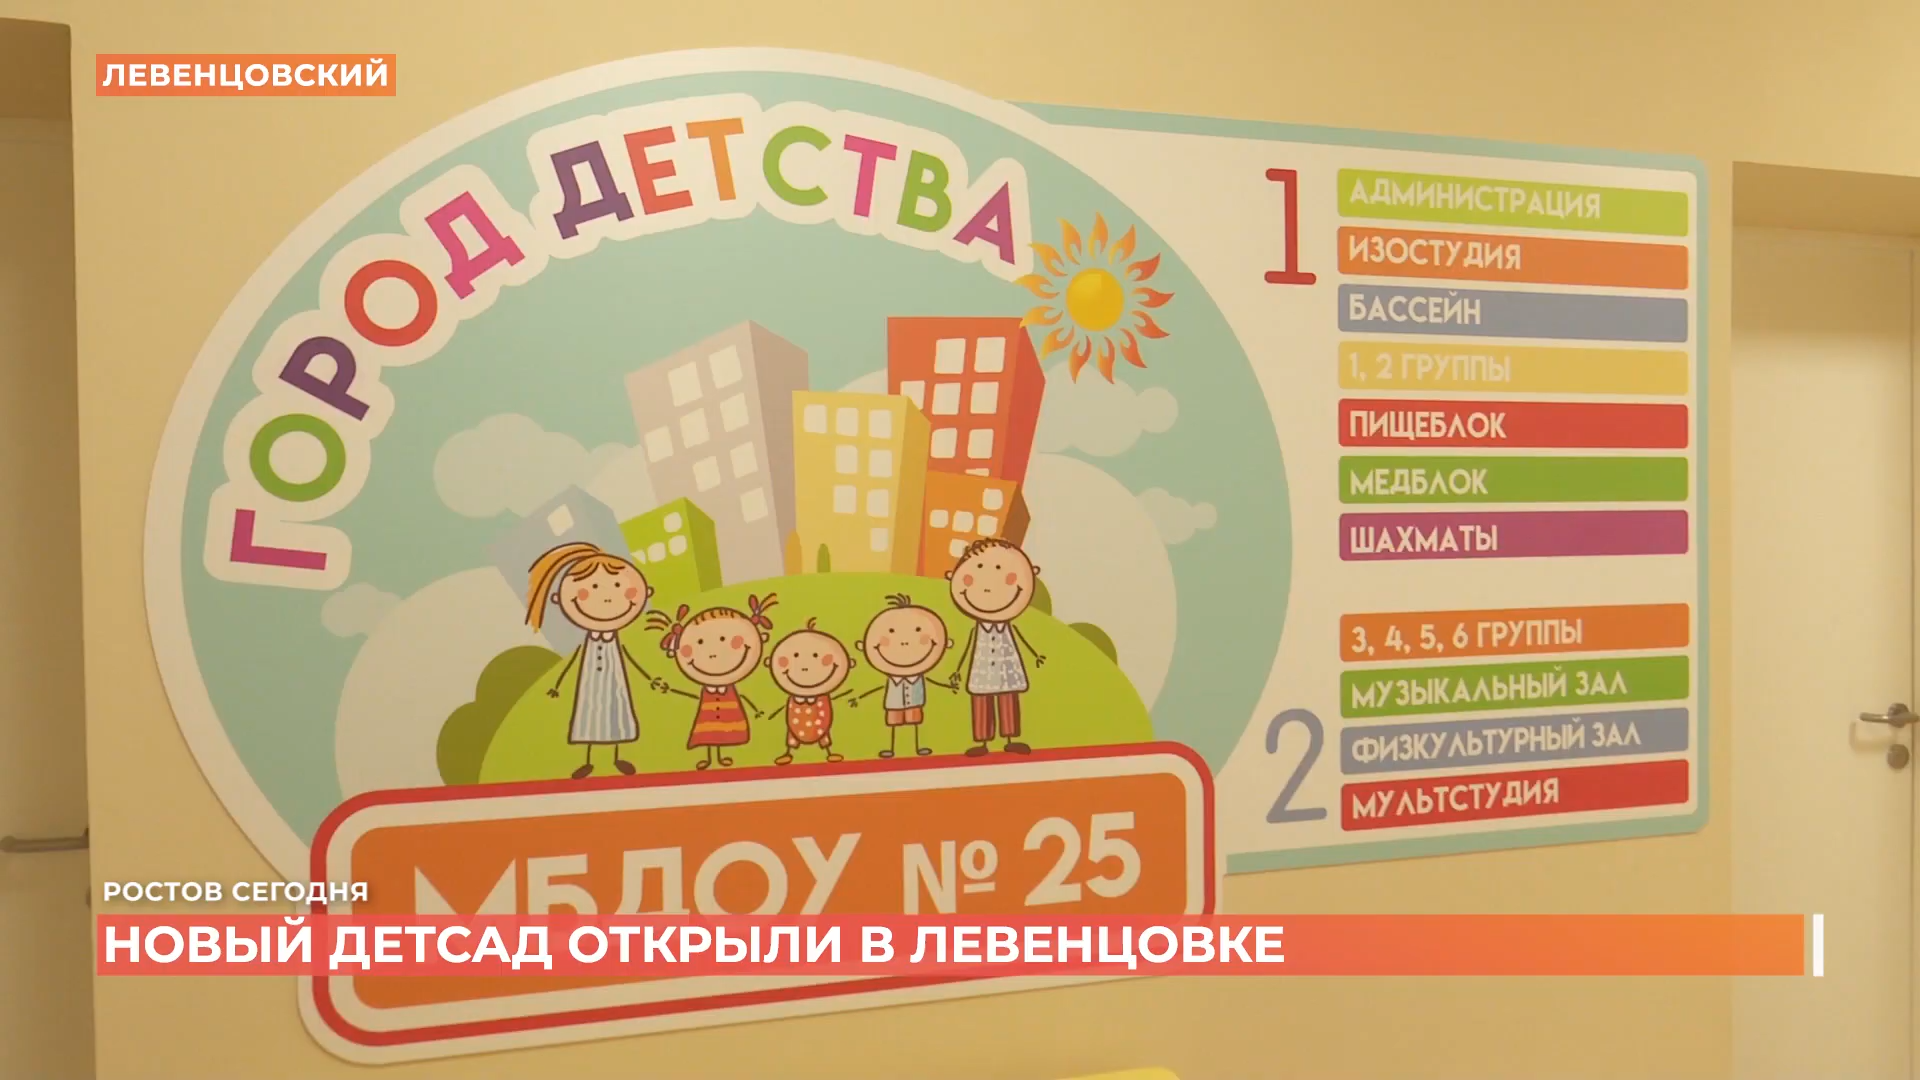 ЛЕВЕНЦОВСКИЙ
ГОРОД ДЕТСТВА
1
АДМИНИСТРАЦИЯ
ИЗОСТУДИЯ
БАССЕЙН
1, 2 ГРУППЫ
ПИЩЕБЛОК
МЕДБЛОК
ШАХМАТЫ
2
3, 4, 5, 6 ГРУППЫ
МУЗЫКАЛЬНЫЙ ЗАЛ
ФИЗКУЛЬТУРНЫЙ ЗАЛ
МУЛЬТСТУДИЯ
МБДОУ № 25
РОСТОВ СЕГОДНЯ
НОВЫЙ ДЕТСАД ОТКРЫЛИ В ЛЕВЕНЦОВКЕ